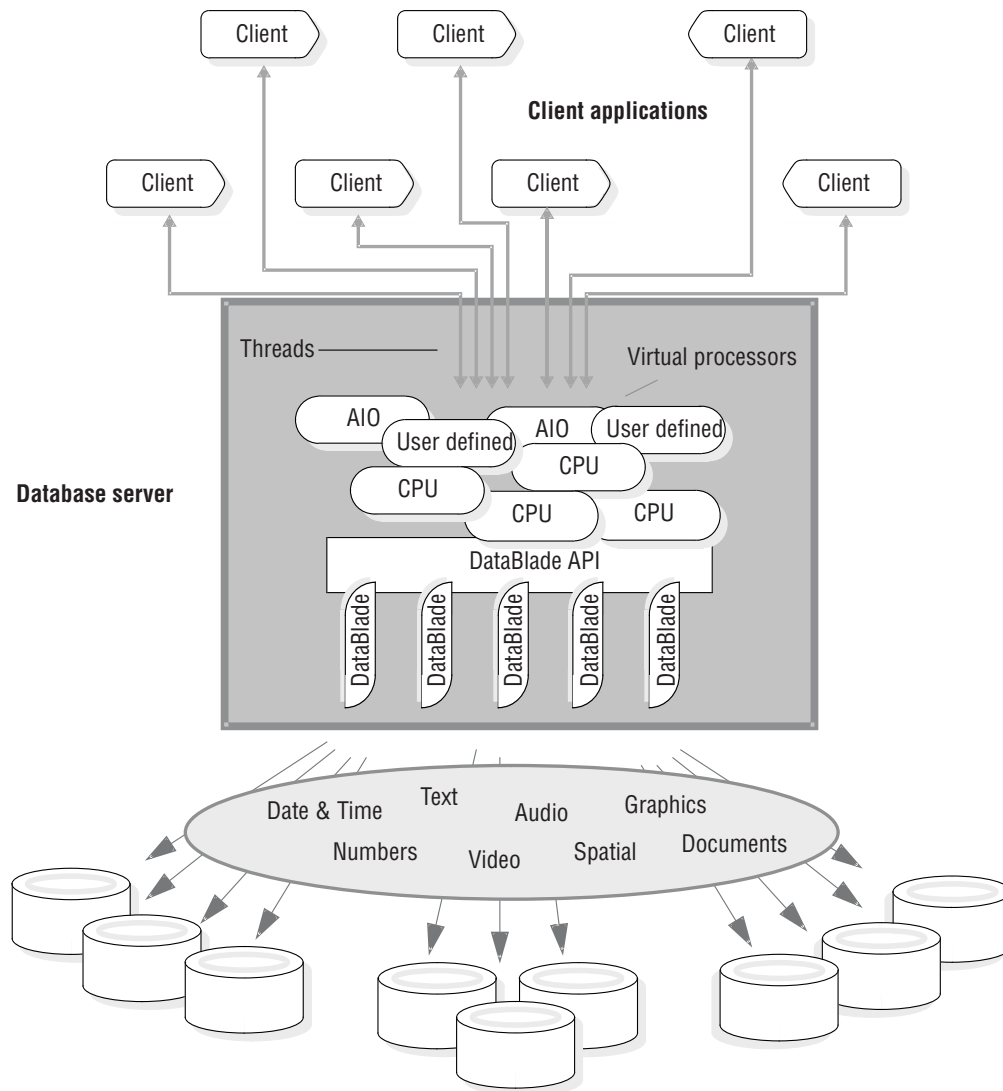 Client
Client
Client
Client applications
Client
Client
Client
Client
Threads
Virtual processors
AIO
User defined
AIO
User defined
CPU
CPU
Database server
CPU
CPU
DataBlade API
DataBlade
DataBlade
DataBlade
DataBlade
DataBlade
Date & Time
Text
Audio
Graphics
Numbers
Video
Spatial
Documents